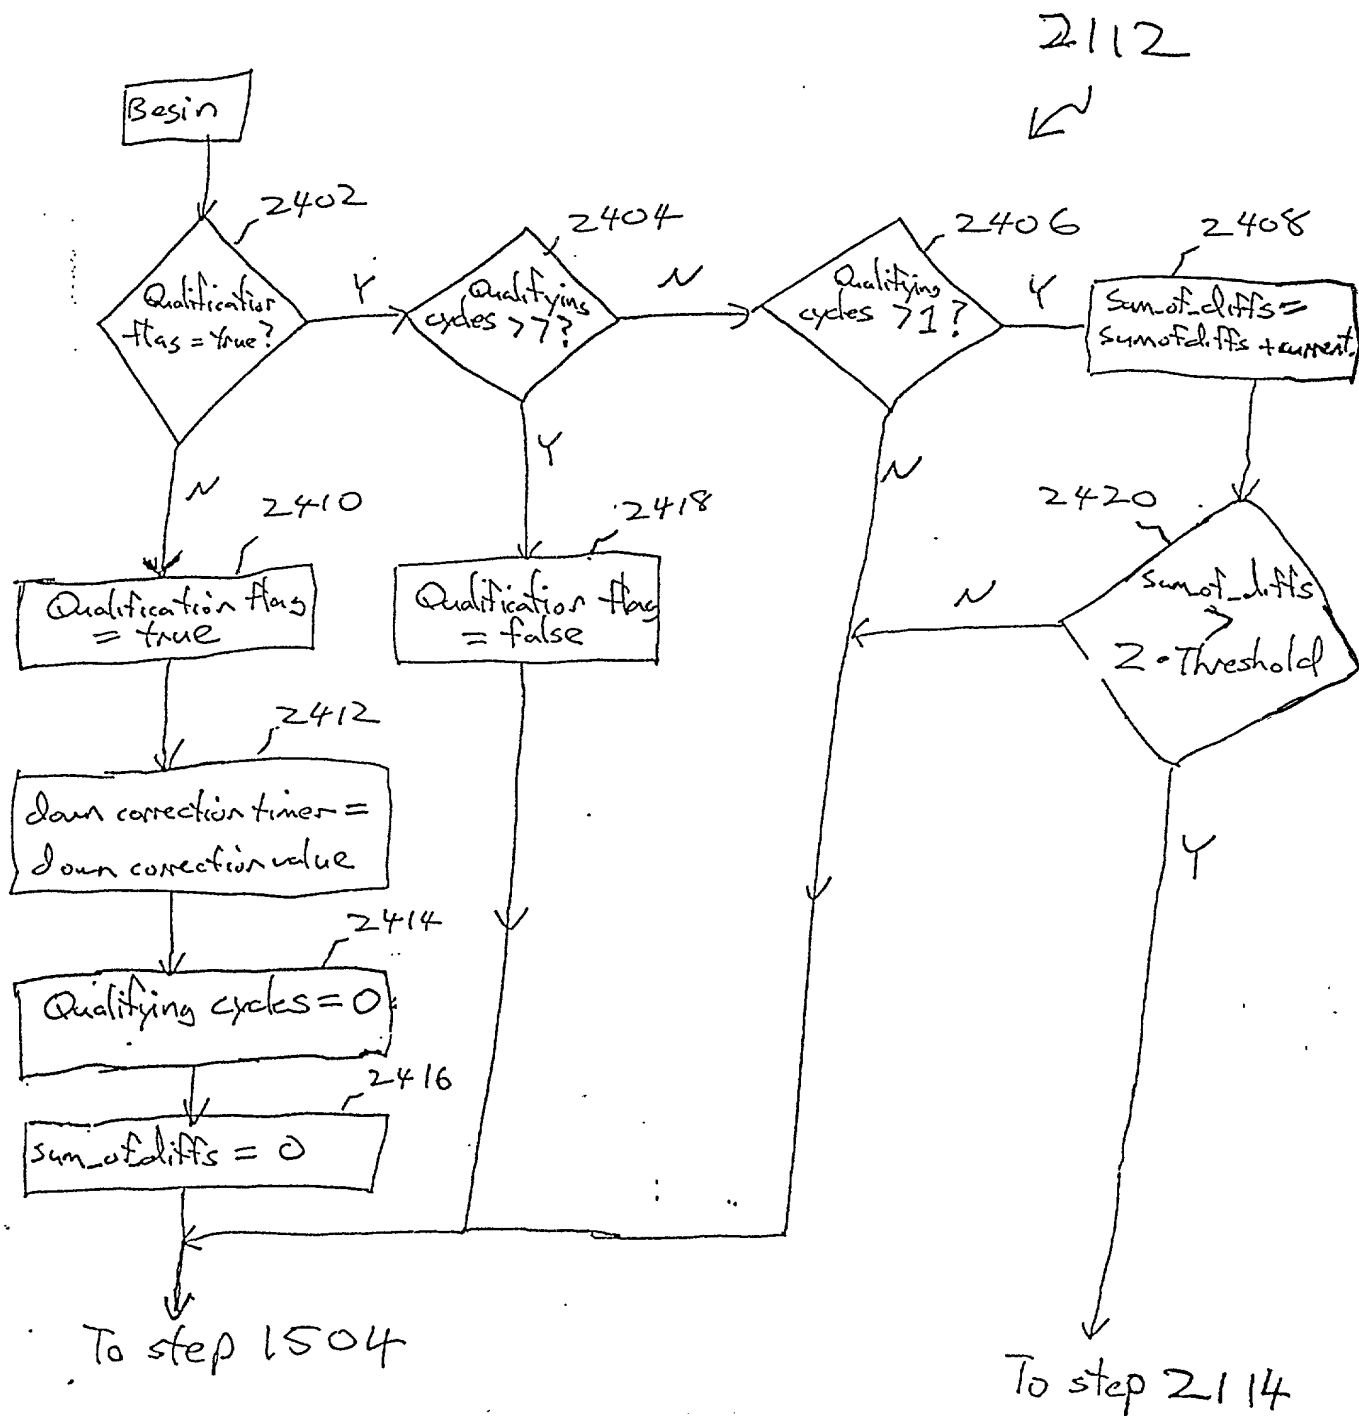 2112
Begin
2402
Qualification
flag = true?
Y
2404
Qualifying
cycles > 7?
N
2406
Qualifying
cycles > 1?
Y
2408
Sum_of_diffs =
sumofdiffs + current.
N
Y
N
2410
Qualification flag
= true
2418
Qualification flag
= false
2420
sumof_diffs
>
2 • Threshold
N
Y
2412
down correction timer =
down correction value
2414
Qualifying cycles = 0
2416
sum_of_diffs = 0
To step 1504
To step 2114